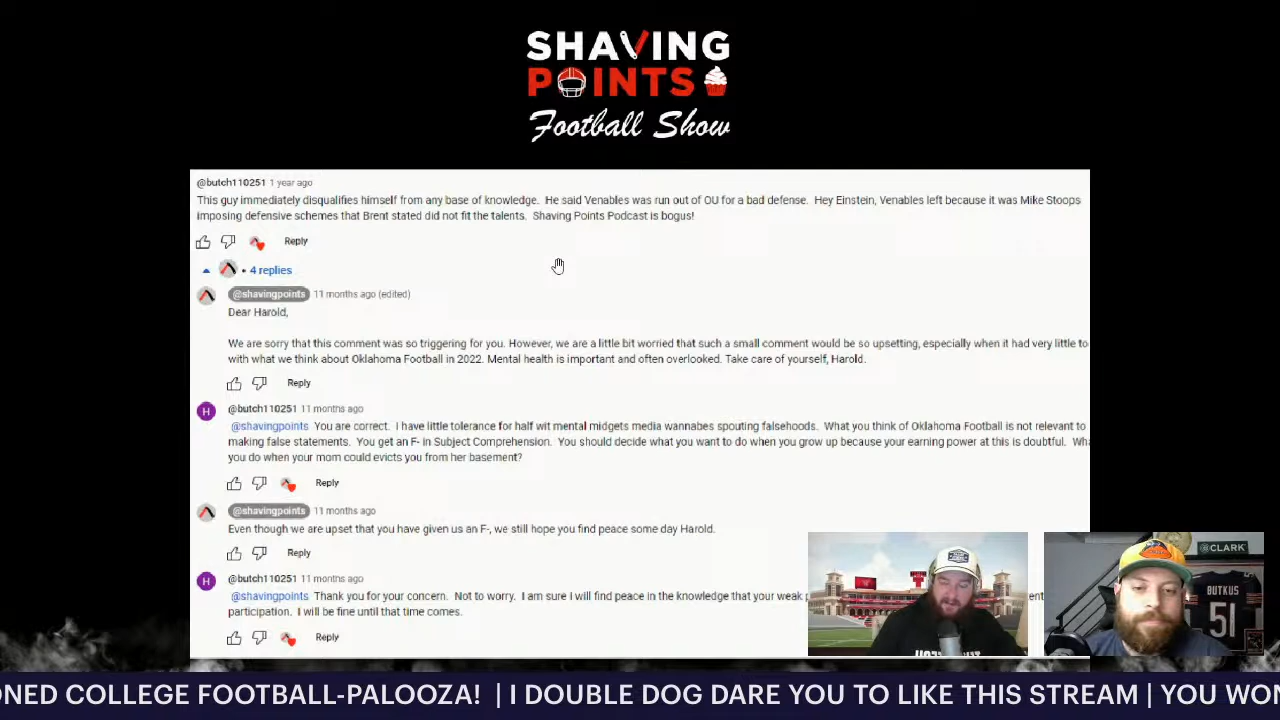 SHAVING
POINTS
Football Show
@butch110251 1 year ago
This guy immediately disqualifies himself from any base of knowledge. He said Venables was run out of OU for a bad defense. Hey Einstein, Venables left because it was Mike Stoops
imposing defensive schemes that Brent stated did not fit the talents. Shaving Points Podcast is bogus!
Reply
• 4 replies
@shavingpoints 11 months ago (edited)
Dear Harold,
We are sorry that this comment was so triggering for you. However, we are a little bit worried that such a small comment would be so upsetting, especially when it had very little to
with what we think about Oklahoma Football in 2022. Mental health is important and often overlooked. Take care of yourself, Harold.
Reply
H
@butch110251 11 months ago
@shavingpoints You are correct. I have little tolerance for half wit mental midgets media wannabes spouting falsehoods. What you think of Oklahoma Football is not relevant to
making false statements. You get an F- in Subject Comprehension. You should decide what you want to do when you grow up because your earning power at this is doubtful.
you do when your mom could evicts you from her basement?
Reply
@shavingpoints 11 months ago
Even though we are upset that you have given us an F-, we still hope you find peace some day Harold.
Reply
H
@butch110251 11 months ago
@shavingpoints Thank you for your concern. Not to worry. I am sure I will find peace in the knowledge that your weak
participation. I will be fine until that time comes.
Reply
CLARK
BUTKUS
51
ONED COLLEGE FOOTBALL-PALOOZA! | I DOUBLE DOG DARE YOU TO LIKE THIS STREAM | YOU WON